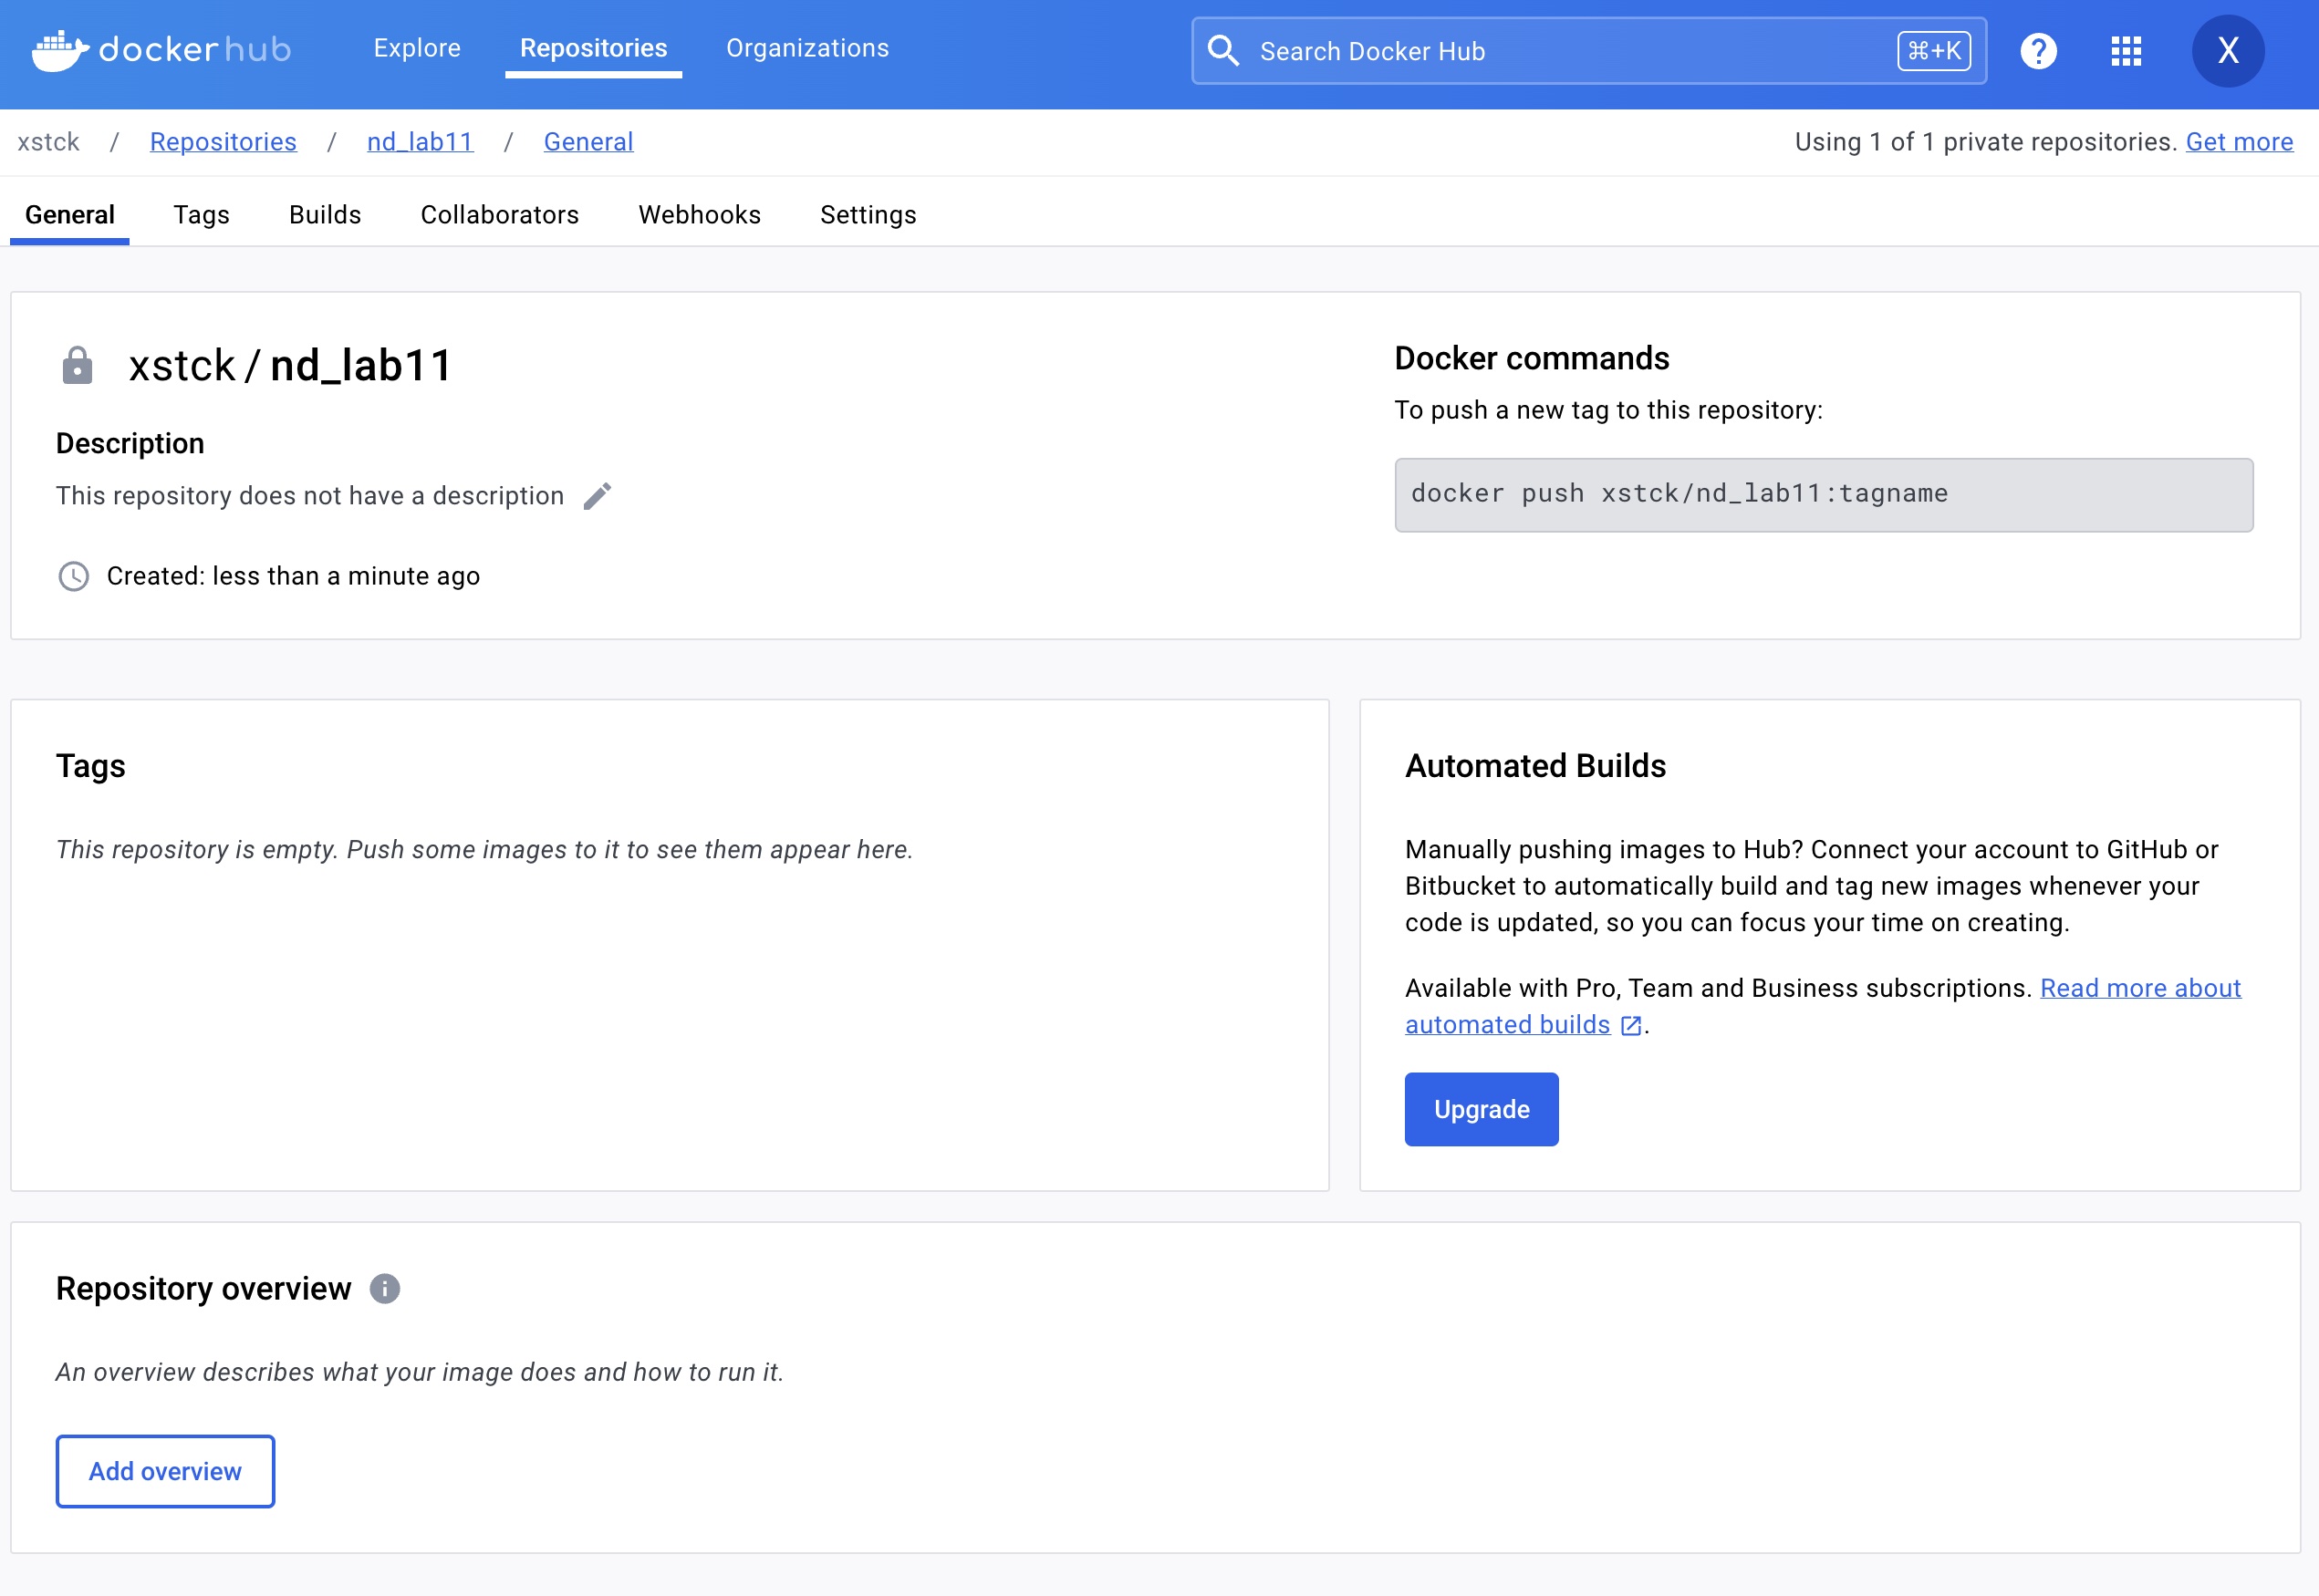 dockerhub
Explore
Repositories
Organizations
Search Docker Hub
⌘+K
?
X
xstck / Repositories / nd_lab11 / General
Using 1 of 1 private repositories. Get more
General
Tags
Builds
Collaborators
Webhooks
Settings
xstck / nd_lab11
Description
This repository does not have a description
Created: less than a minute ago
Docker commands
To push a new tag to this repository:
docker push xstck/nd_lab11:tagname
Tags
This repository is empty. Push some images to it to see them appear here.
Automated Builds
Manually pushing images to Hub? Connect your account to GitHub or
Bitbucket to automatically build and tag new images whenever your
code is updated, so you can focus your time on creating.
Available with Pro, Team and Business subscriptions. Read more about
automated builds.
Upgrade
Repository overview
i
An overview describes what your image does and how to run it.
Add overview